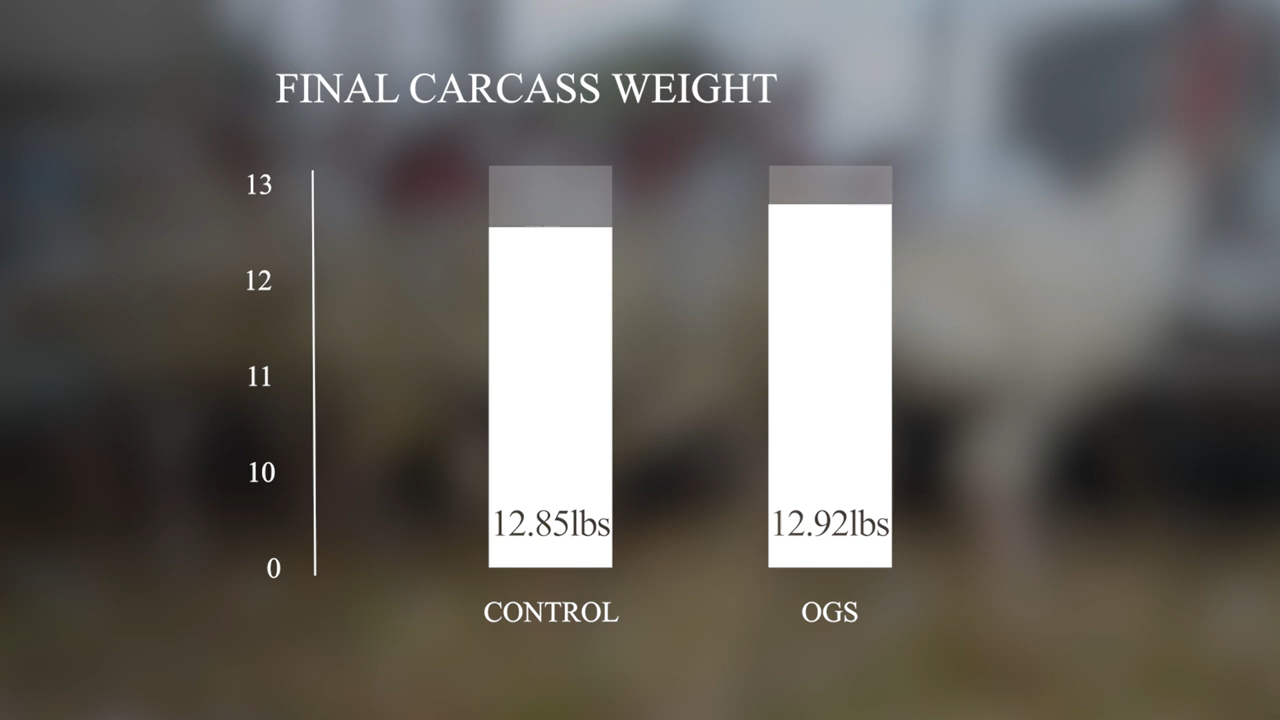 FINAL CARCASS WEIGHT
13
12
11
10
0
12.85lbs
12.92lbs
CONTROL
OGS